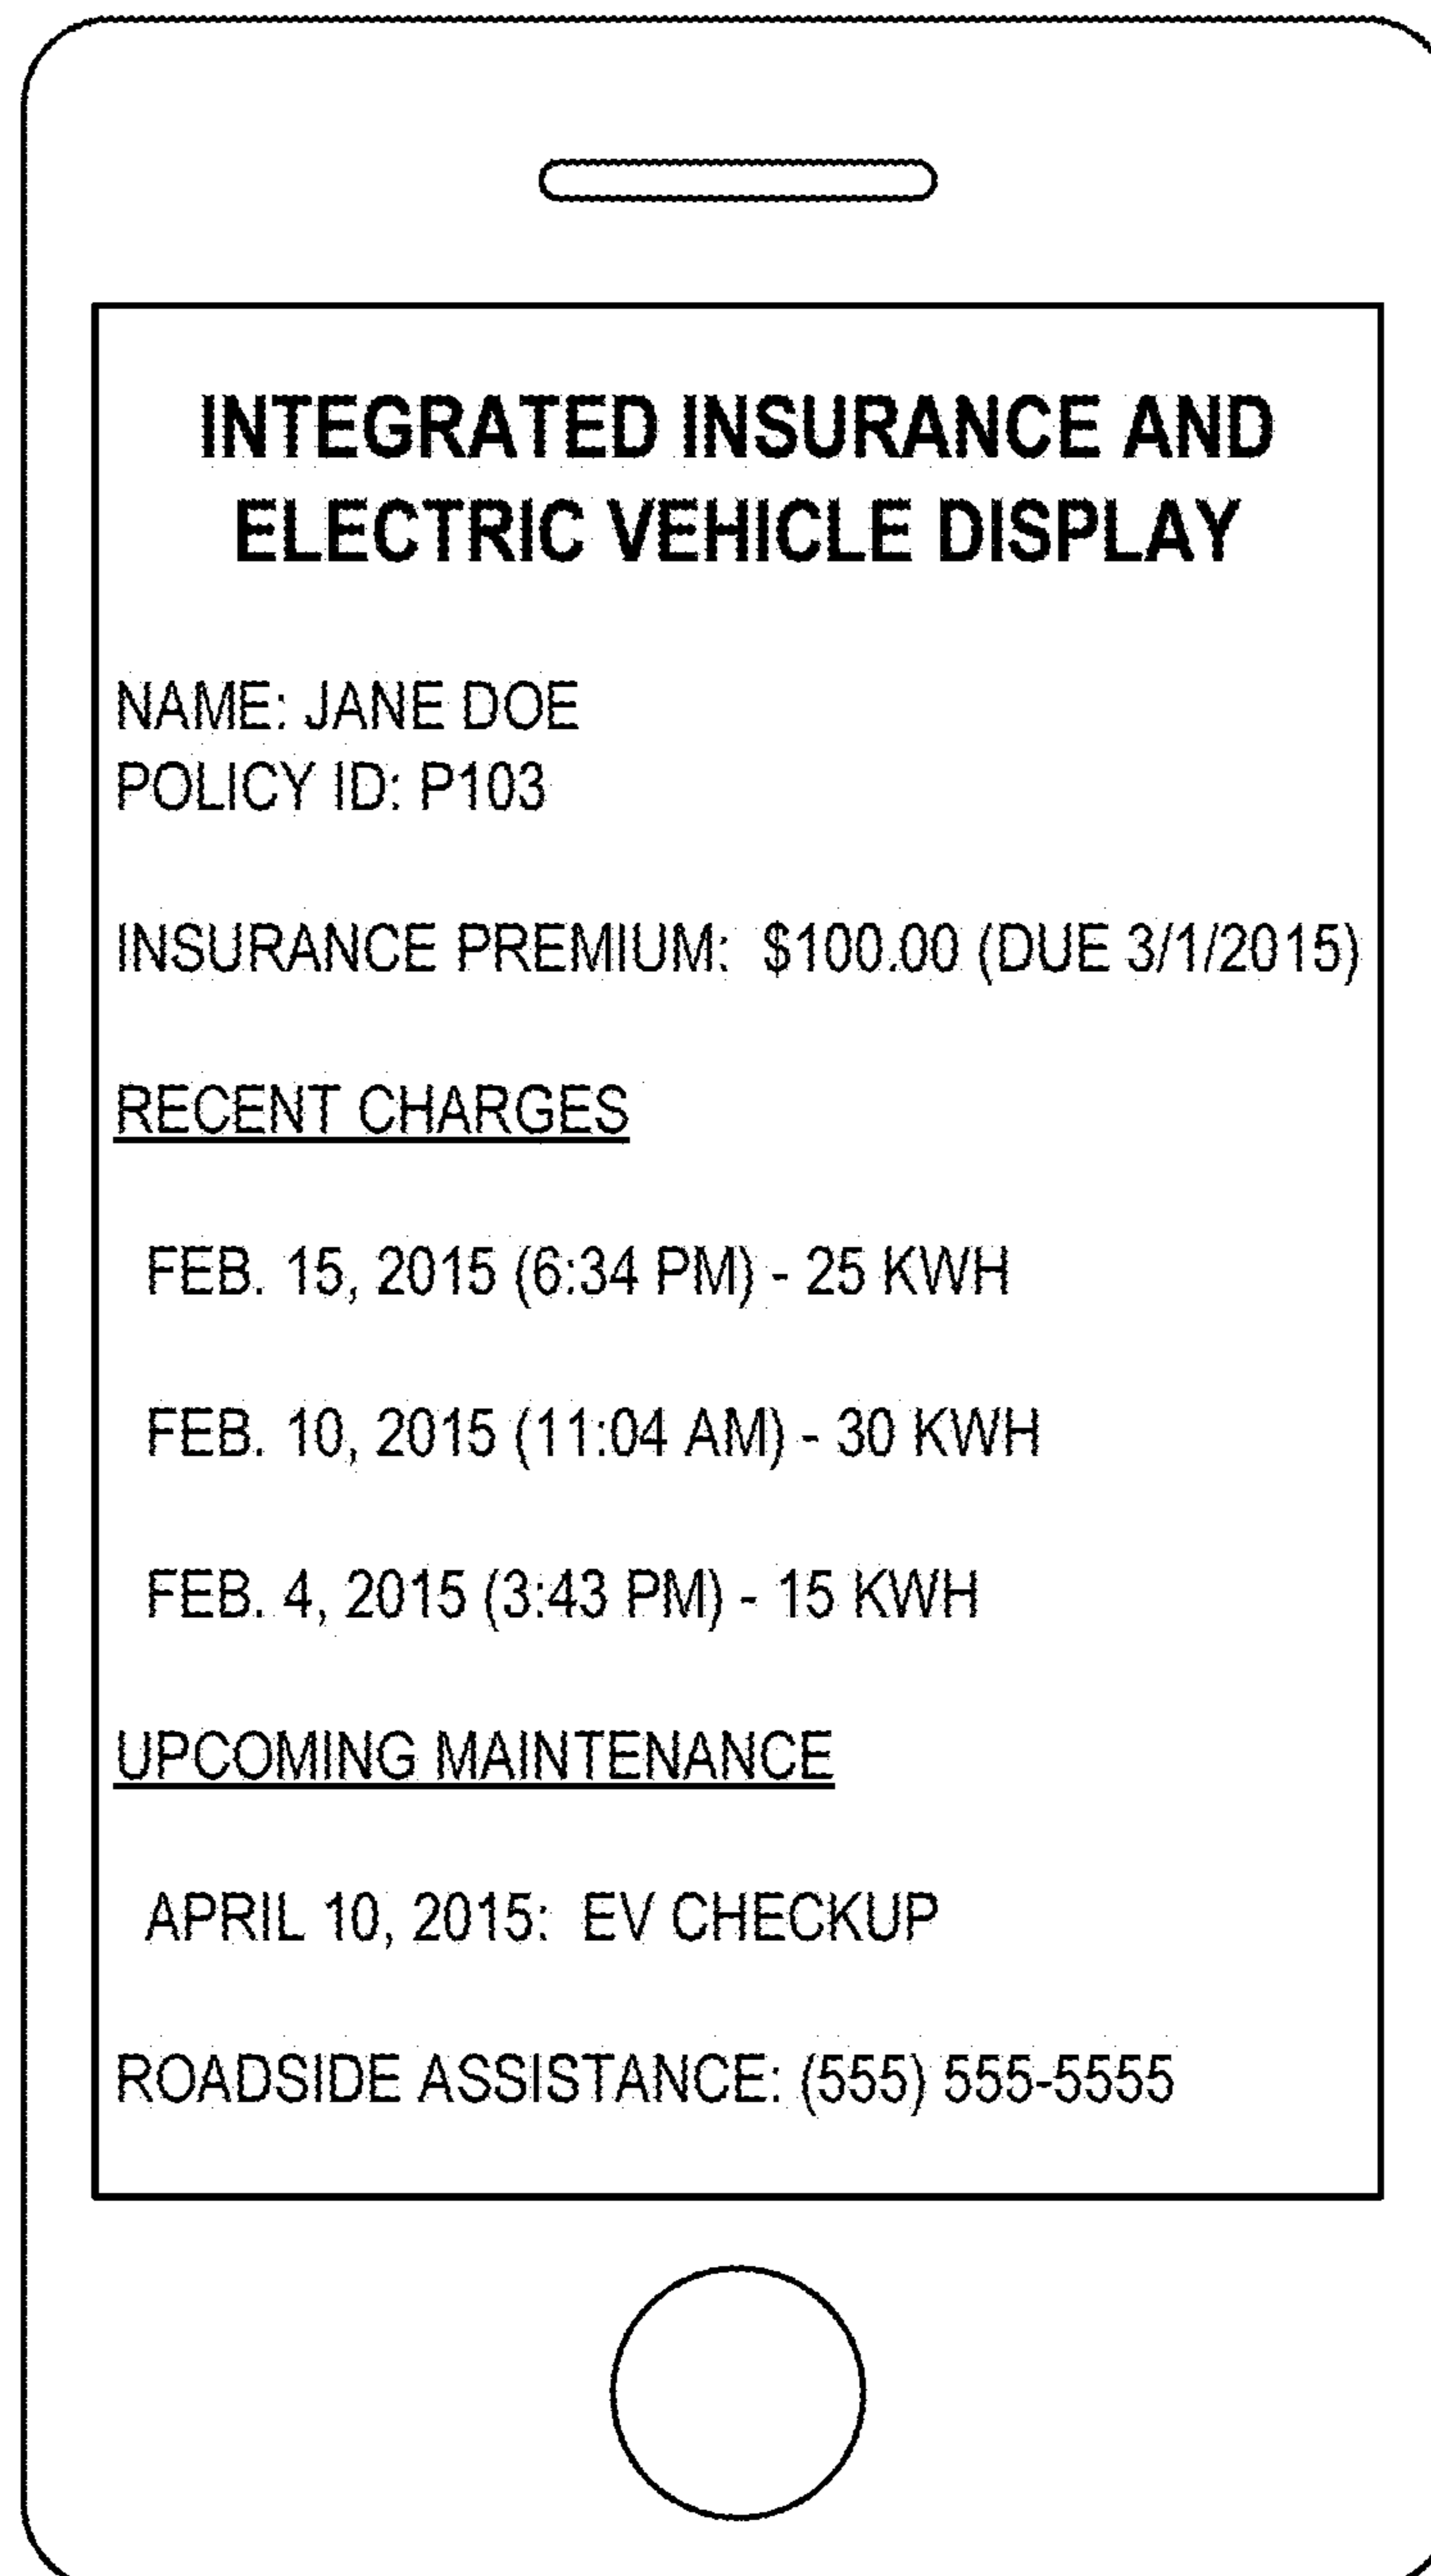 INTEGRATED INSURANCE AND
ELECTRIC VEHICLE DISPLAY
NAME: JANE DOE
POLICY ID: P103
INSURANCE PREMIUM: $100.00 (DUE 3/1/2015)
RECENT CHARGES
FEB. 15, 2015 (6:34 PM) - 25 KWH
FEB. 10, 2015 (11:04 AM) - 30 KWH
FEB. 4, 2015 (3:43 PM) - 15 KWH
UPCOMING MAINTENANCE
APRIL 10, 2015: EV CHECKUP
ROADSIDE ASSISTANCE: (555) 555-5555